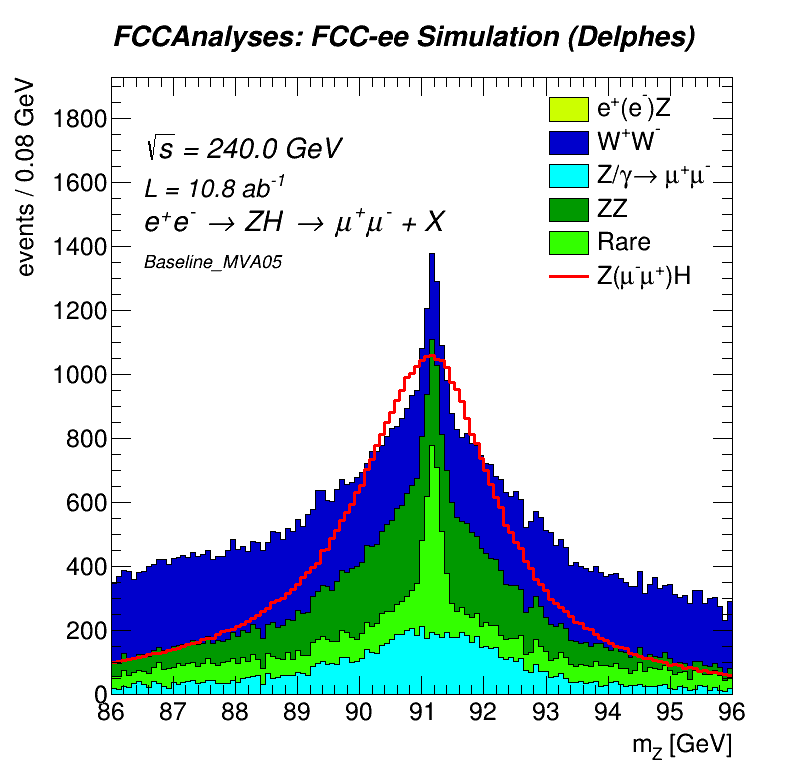 FCCAnalyses: FCC-ee Simulation (Delphes)
events / 0.08 GeV
1800
1600
1400
1200
1000
800
600
400
200
0
√s = 240.0 GeV
L = 10.8 ab⁻¹
e⁺e⁻ → ZH → μ⁺μ⁻ + X
Baseline_MVA05
e⁺(e⁻)Z
W⁺W⁻
Z/γ→ μ⁺μ⁻
ZZ
Rare
Z(μ⁻μ⁺)H
86 87 88 89 90 91 92 93 94 95 96
m_Z [GeV]